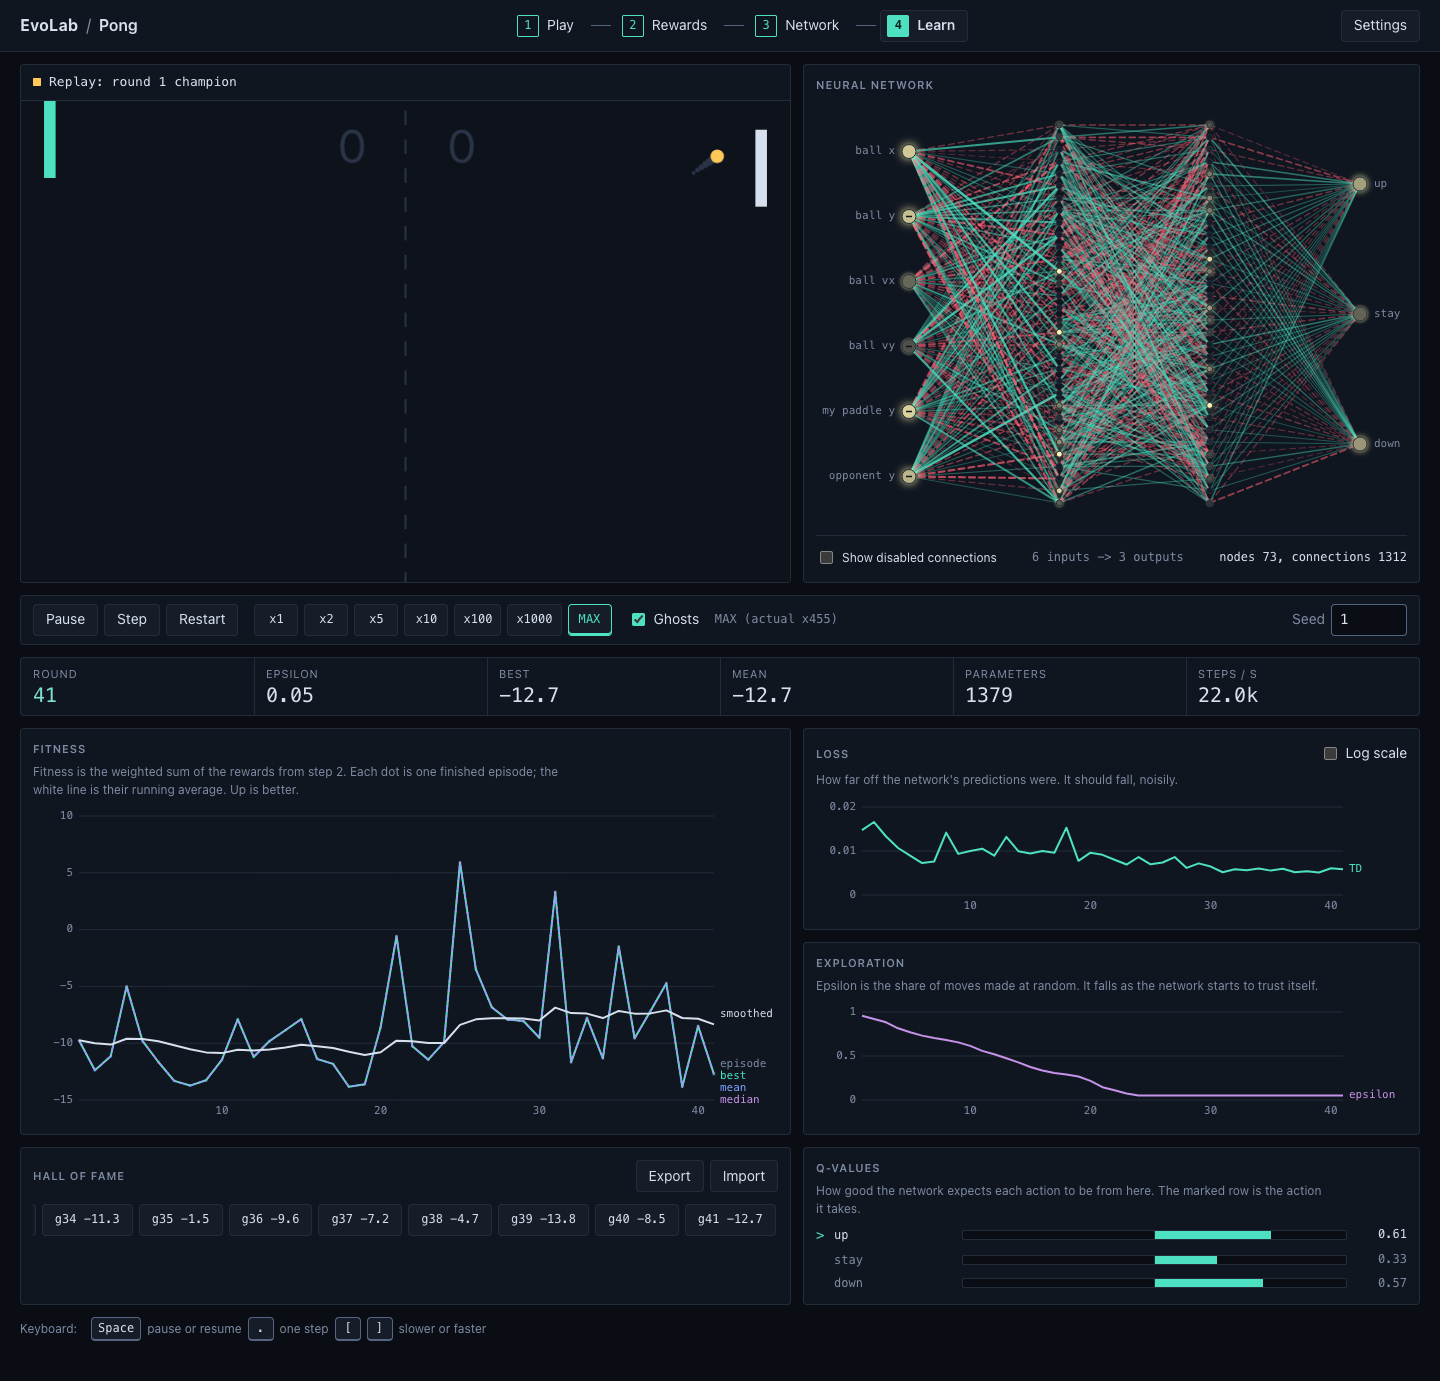 EvoLab / Pong
1 Play
2 Rewards
3 Network
4 Learn
Settings
Replay: round 1 champion
0 0
NEURAL NETWORK
ball x
ball y
ball vx
ball vy
my paddle y
opponent y
up
stay
down
Show disabled connections
6 inputs -> 3 outputs
nodes 73, connections 1312
Pause Step Restart x1 x2 x5 x10 x100 x1000 MAX Ghosts MAX (actual x455) Seed 1
ROUND
41
EPSILON
0.05
BEST
−12.7
MEAN
−12.7
PARAMETERS
1379
STEPS / S
22.0k
FITNESS
Fitness is the weighted sum of the rewards from step 2. Each dot is one finished episode; the
white line is their running average. Up is better.
10
5
0
−5
−10
−15
10 20 30 40
smoothed
episode
best
mean
median
LOSS
Log scale
How far off the network's predictions were. It should fall, noisily.
0.02
0.01
0
10 20 30 40
TD
EXPLORATION
Epsilon is the share of moves made at random. It falls as the network starts to trust itself.
1
0.5
0
10 20 30 40
epsilon
HALL OF FAME
Export Import
g34 −11.3 g35 −1.5 g36 −9.6 g37 −7.2 g38 −4.7 g39 −13.8 g40 −8.5 g41 −12.7
Q-VALUES
How good the network expects each action to be from here. The marked row is the action
it takes.
> up 0.61
stay 0.33
down 0.57
Keyboard: Space pause or resume . one step [ ] slower or faster